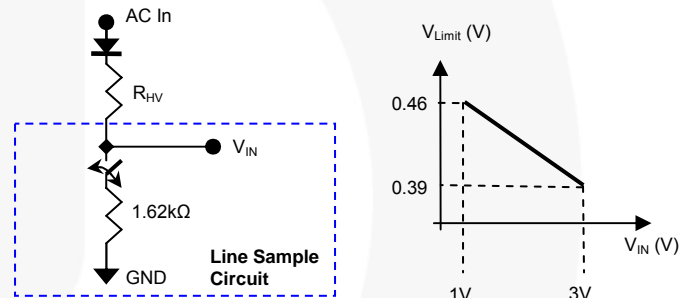 AC In
R_HV
V_IN
1.62kΩ
GND
Line Sample
Circuit
V_Limit (V)
0.46
0.39
V_IN (V)
1V
3V